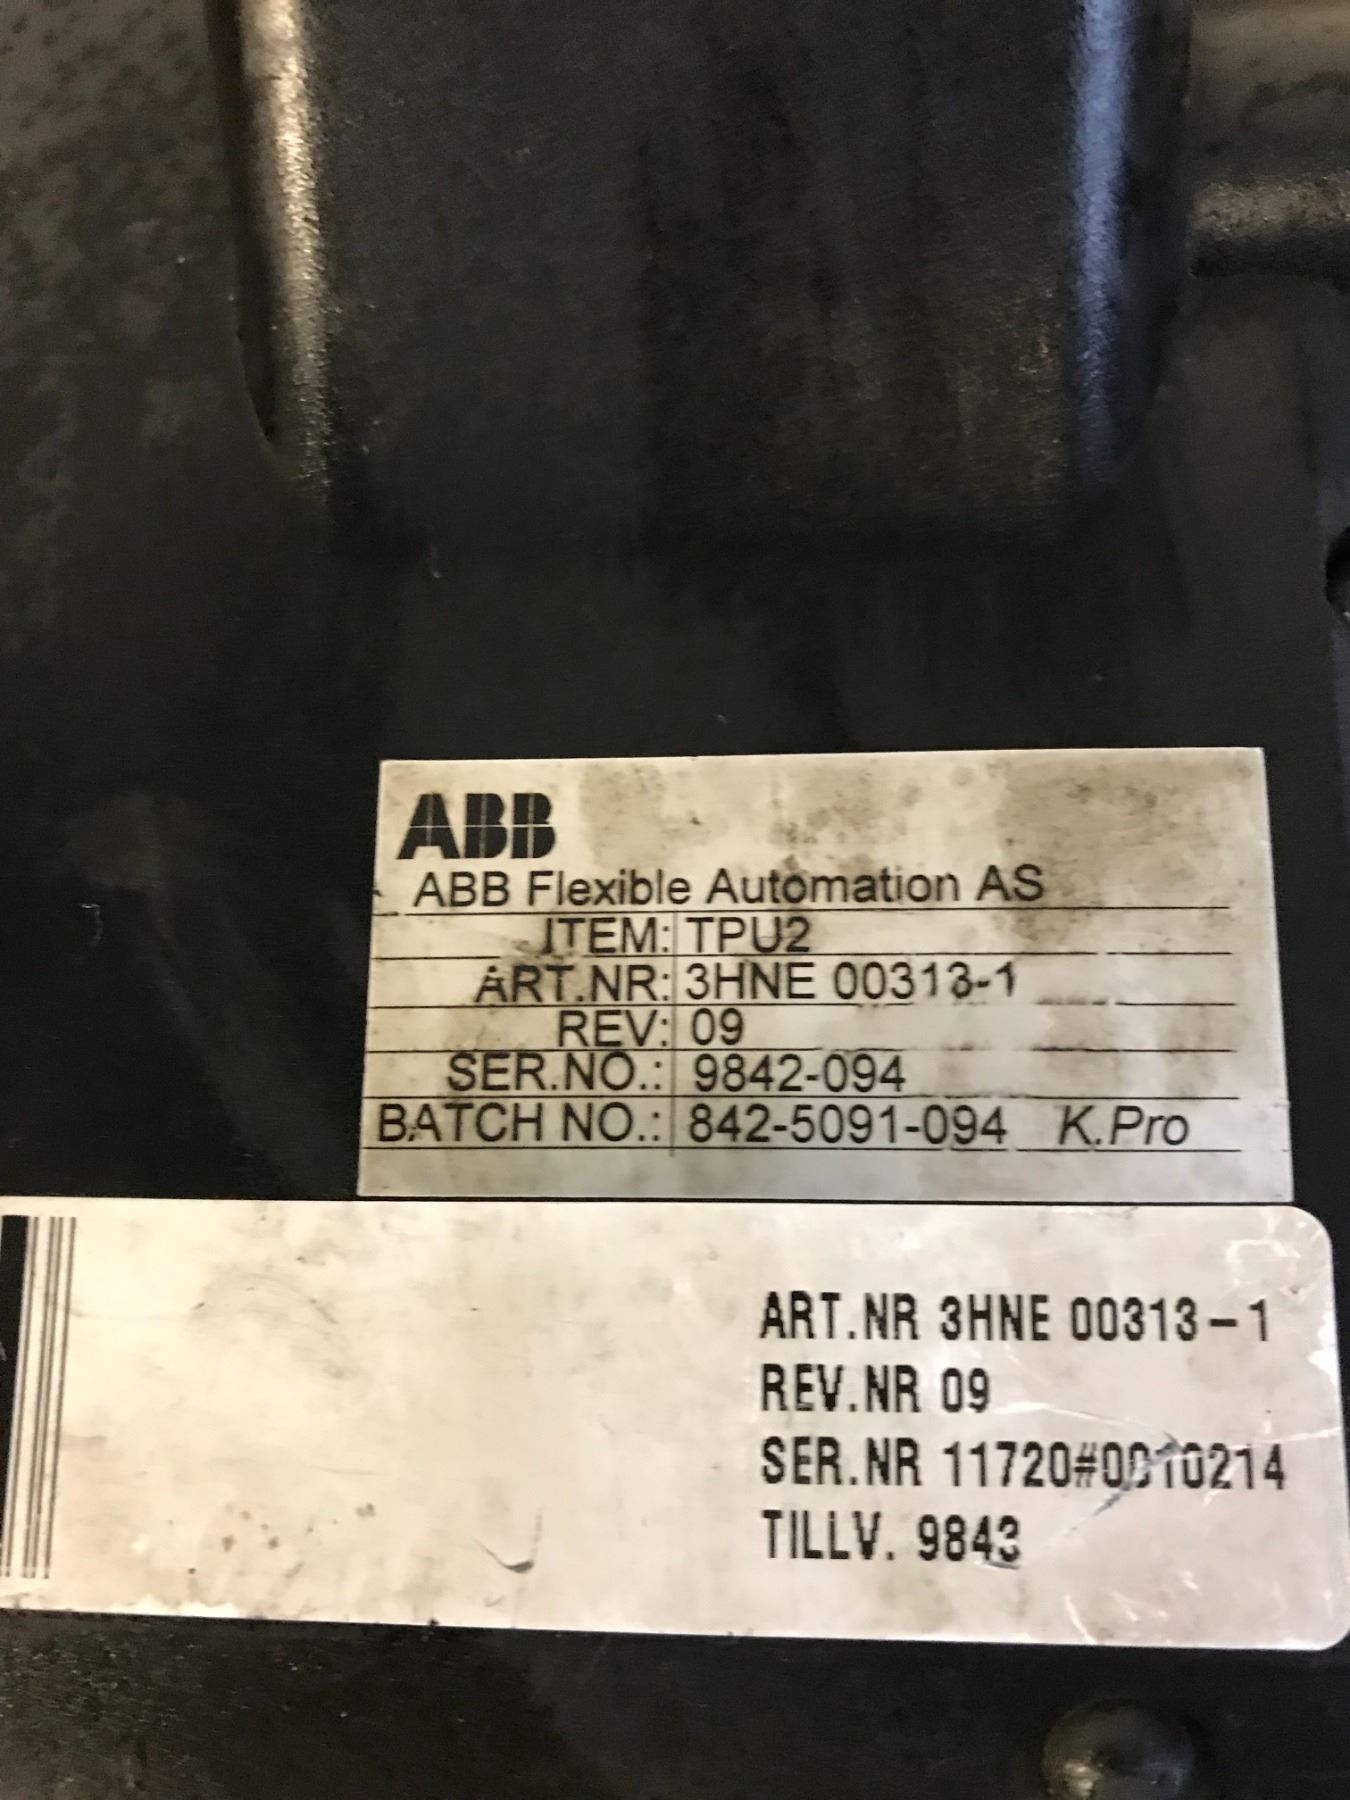 ABB
ABB Flexible Automation AS
ITEM: TPU2
ART.NR: 3HNE 00313-1
REV: 09
SER.NO.: 9842-094
BATCH NO.: 842-5091-094 K.Pro
ART.NR 3HNE 00313-1
REV.NR 09
SER.NR 11720#0010214
TILLV. 9843